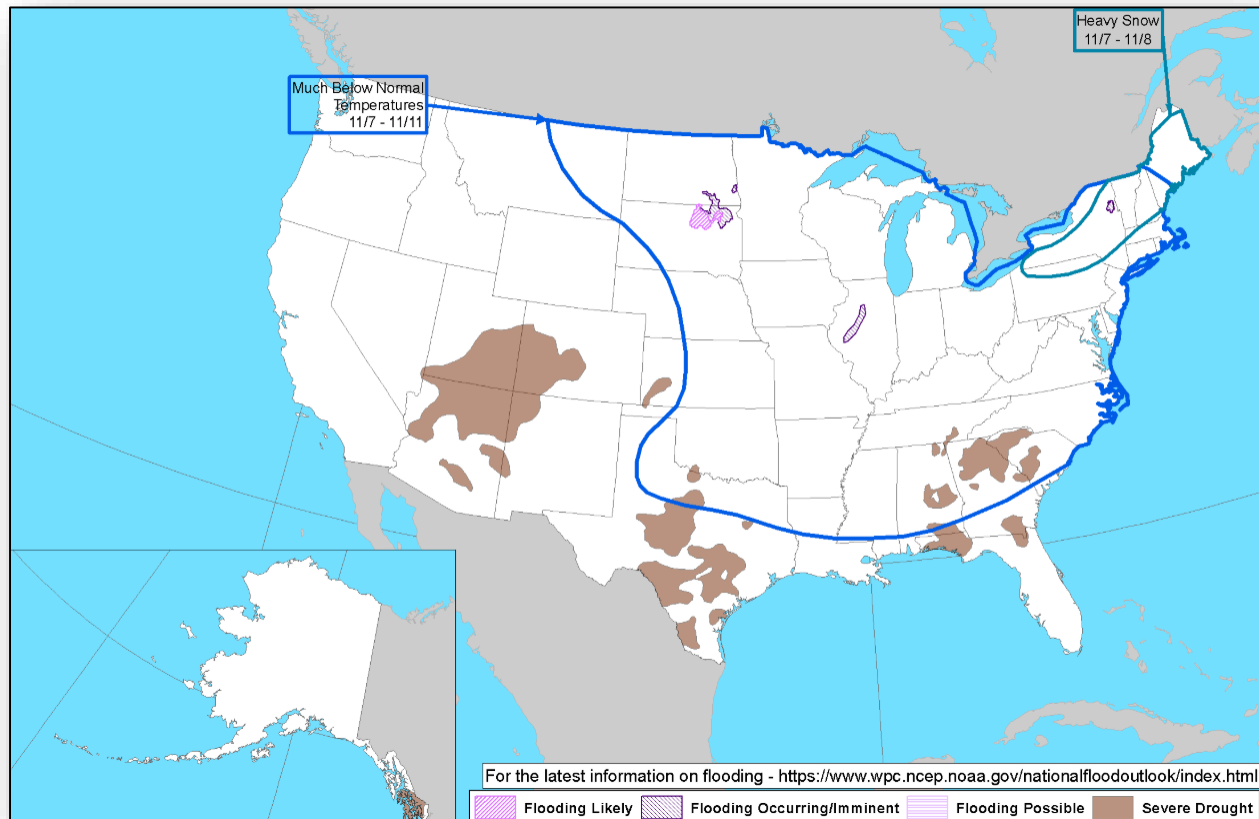 Heavy Snow
11/7 - 11/8
Much Below Normal
Temperatures
11/7 - 11/11
For the latest information on flooding - https://www.wpc.ncep.noaa.gov/nationalfloodoutlook/index.html
Flooding Likely
Flooding Occurring/Imminent
Flooding Possible
Severe Drought